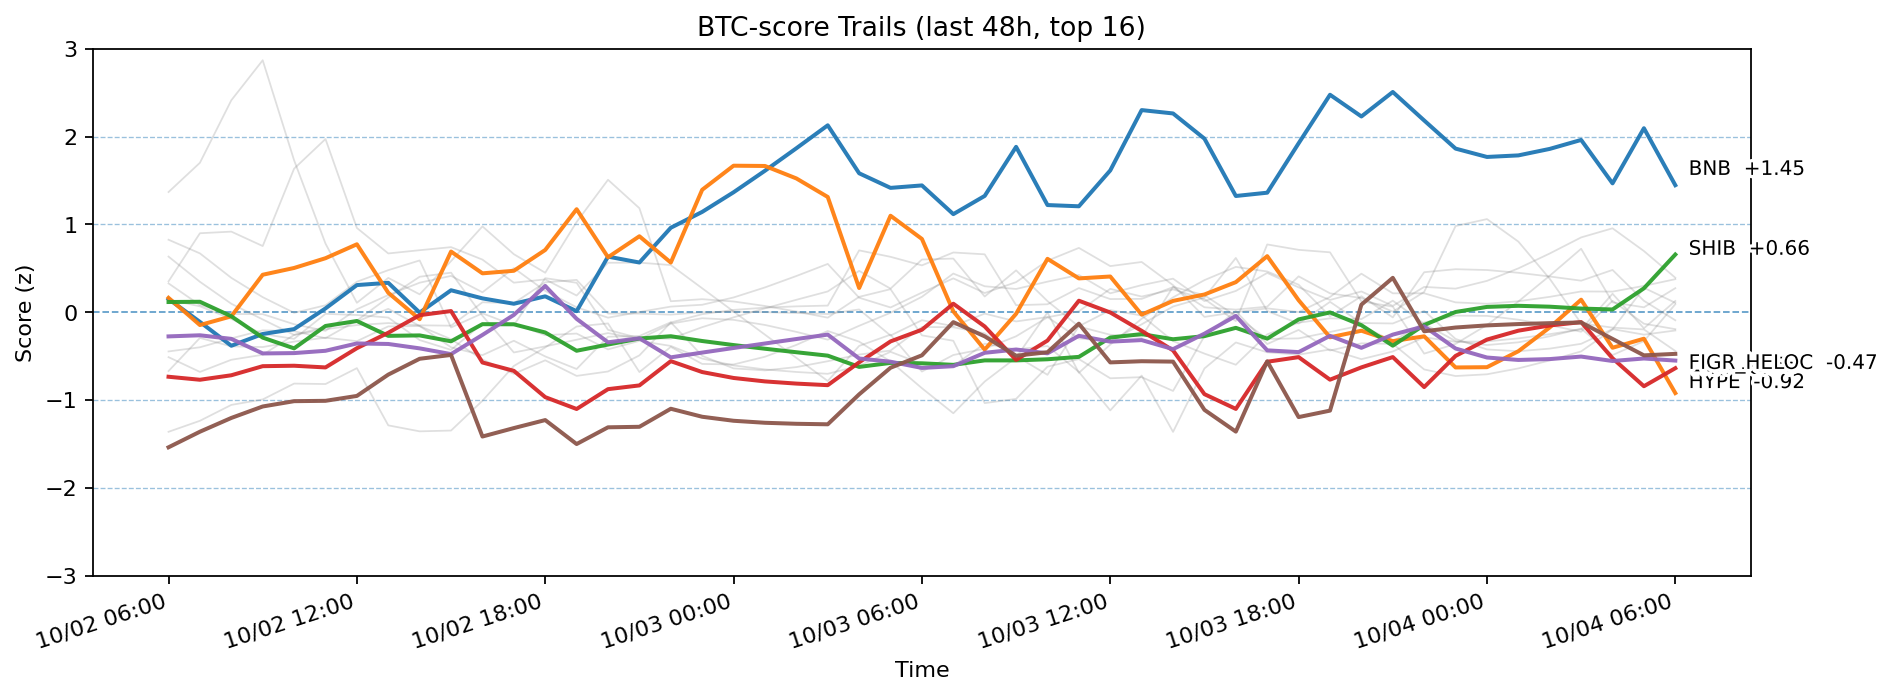 BTC-score Trails (last 48h, top 16)
3
2
1
0
−1
−2
−3
Score (z)
BNB +1.45
SHIB +0.66
FIGR_HELOC -0.47
HYPE -0.92
10/02 06:00
10/02 12:00
10/02 18:00
10/03 00:00
10/03 06:00
10/03 12:00
10/03 18:00
10/04 00:00
10/04 06:00
Time